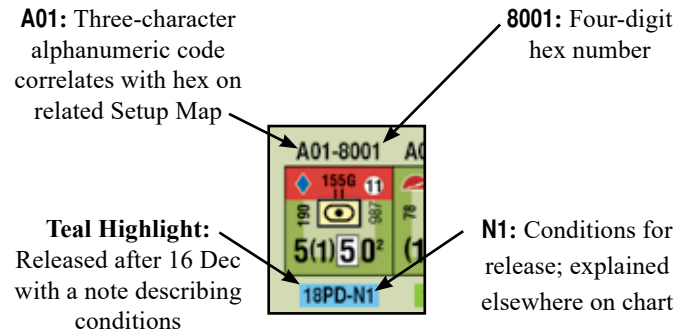 A01: Three-character
alphanumeric code
correlates with hex on
related Setup Map
8001: Four-digit
hex number
A01-8001
155G
11
190
987
78
5(1) 5 0²
(1
18PD-N1
Teal Highlight:
Released after 16 Dec
with a note describing
conditions
N1: Conditions for
release; explained
elsewhere on chart